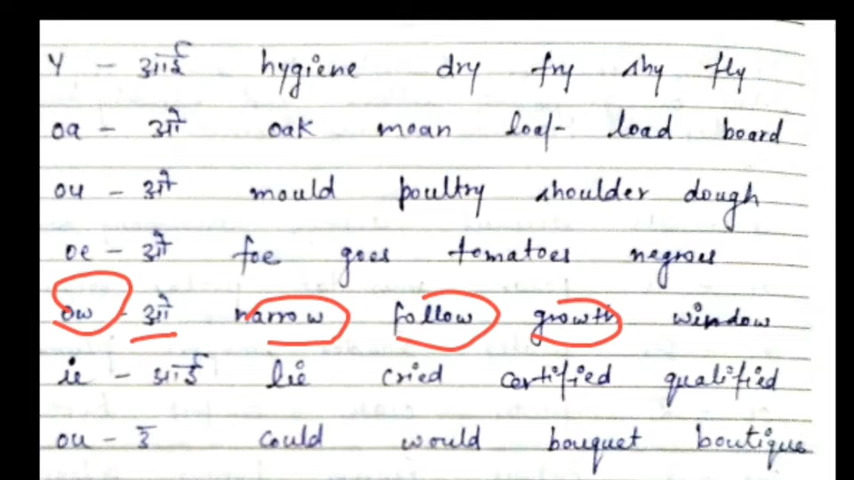 y - आई hygiene dry fry shy fly
oa - ओ oak moan loaf load board
ou - ओ mould poultry shoulder dough
oe - ओ foe goes tomatoes negroes
ow - ओ narrow follow growth window
ie - आई lie cried certified qualified
ou - उ could would bouquet boutique